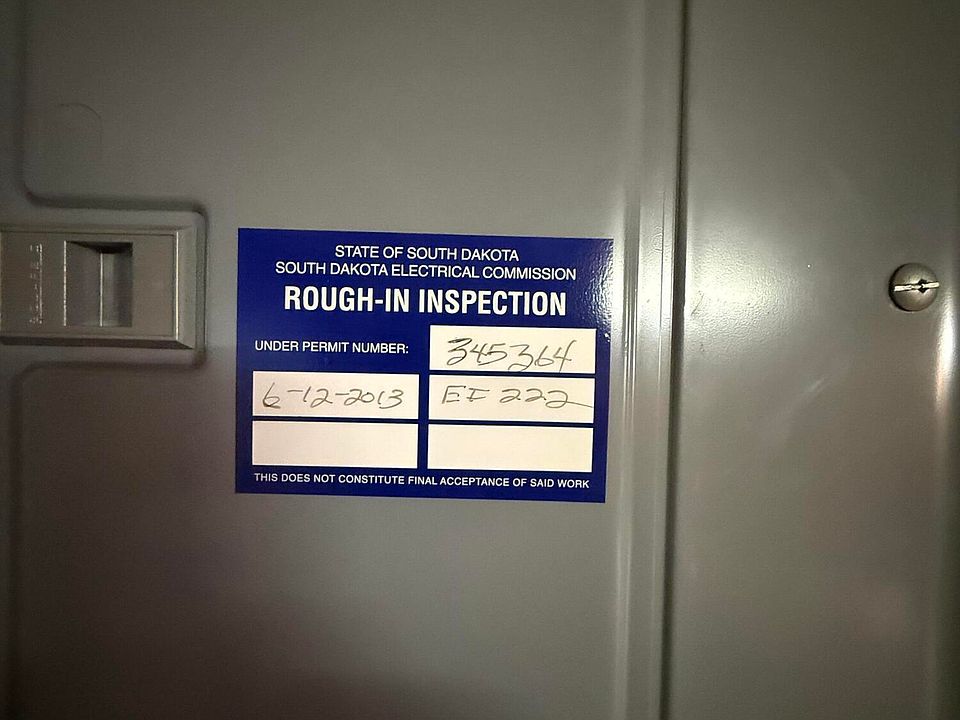 STATE OF SOUTH DAKOTA
SOUTH DAKOTA ELECTRICAL COMMISSION
ROUGH-IN INSPECTION
UNDER PERMIT NUMBER: 345364
6-12-2013 EI 222
THIS DOES NOT CONSTITUTE FINAL ACCEPTANCE OF SAID WORK